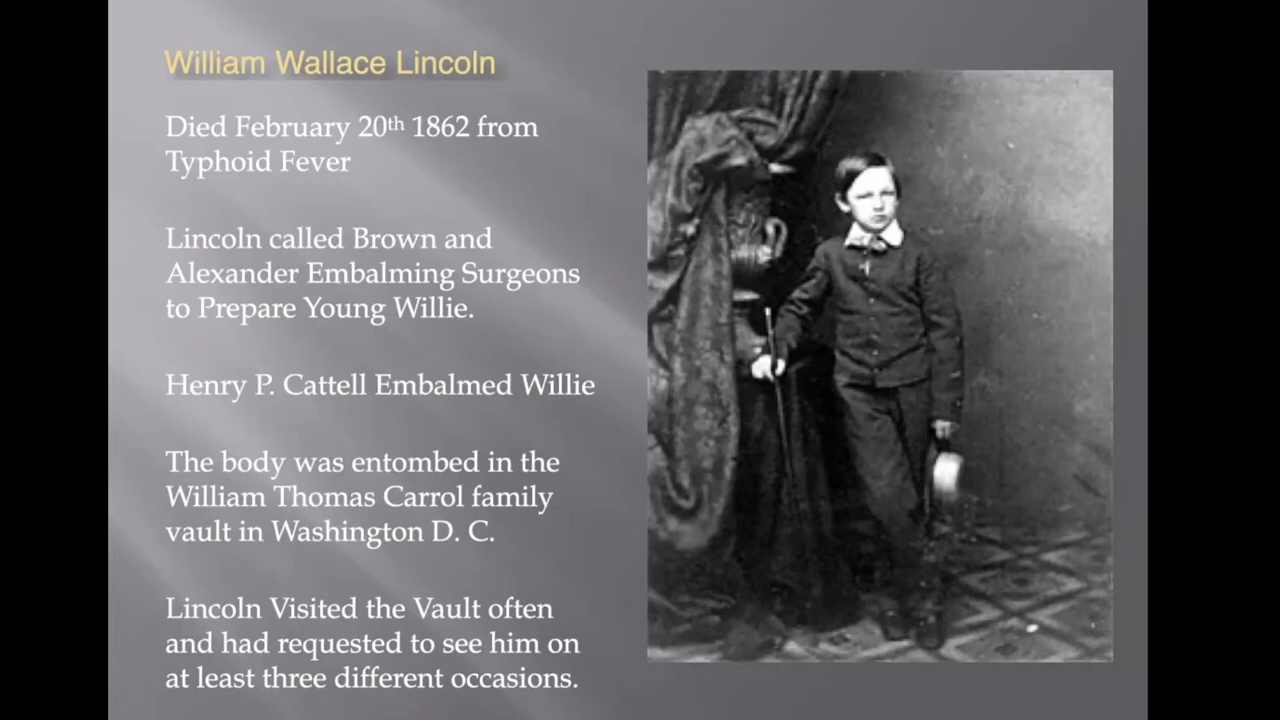 William Wallace Lincoln
Died February 20th 1862 from
Typhoid Fever
Lincoln called Brown and
Alexander Embalming Surgeons
to Prepare Young Willie.
Henry P. Cattell Embalmed Willie
The body was entombed in the
William Thomas Carrol family
vault in Washington D. C.
Lincoln Visited the Vault often
and had requested to see him on
at least three different occasions.